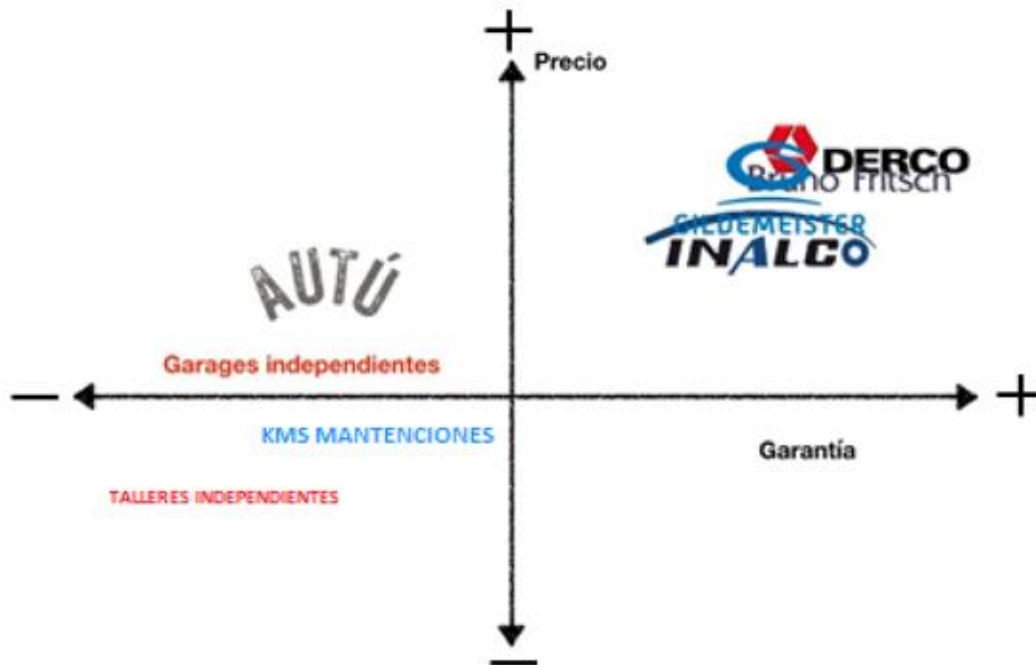 +
Precio
DERCO
Bruno Fritsch
GILDEMEISTER
INALCO
AUTÚ
Garages independientes
— +
KMS MANTENCIONES
Garantía
TALLERES INDEPENDIENTES
—